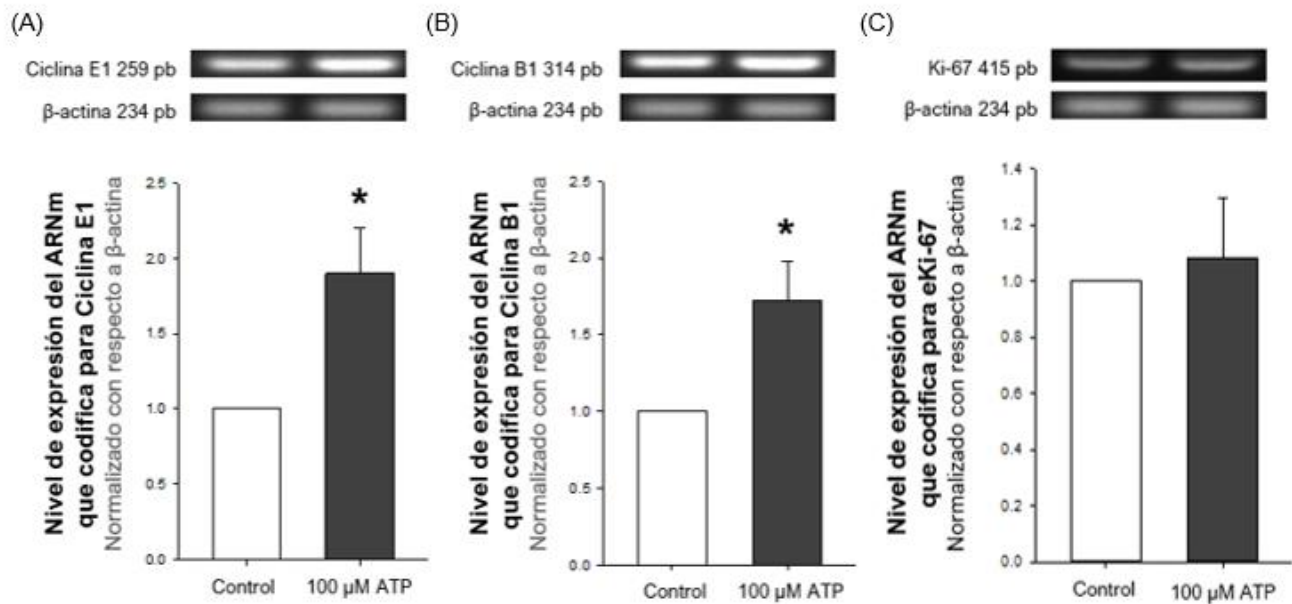 (A)
Ciclina E1 259 pb
β-actina 234 pb
Nivel de expresión del ARNm
que codifica para Ciclina E1
Normalizado con respecto a β-actina
2.5
*
2.0
1.5
1.0
0.5
0.0
Control
100 µM ATP
(B)
Ciclina B1 314 pb
β-actina 234 pb
Nivel de expresión del ARNm
que codifica para Ciclina B1
Normalizado con respecto a β-actina
2.5
*
2.0
1.5
1.0
0.5
0.0
Control
100 µM ATP
(C)
Ki-67 415 pb
β-actina 234 pb
Nivel de expresión del ARNm
que codifica para eKi-67
Normalizado con respecto a β-actina
1.4
1.2
1.0
0.8
0.6
0.4
0.2
0.0
Control
100 µM ATP